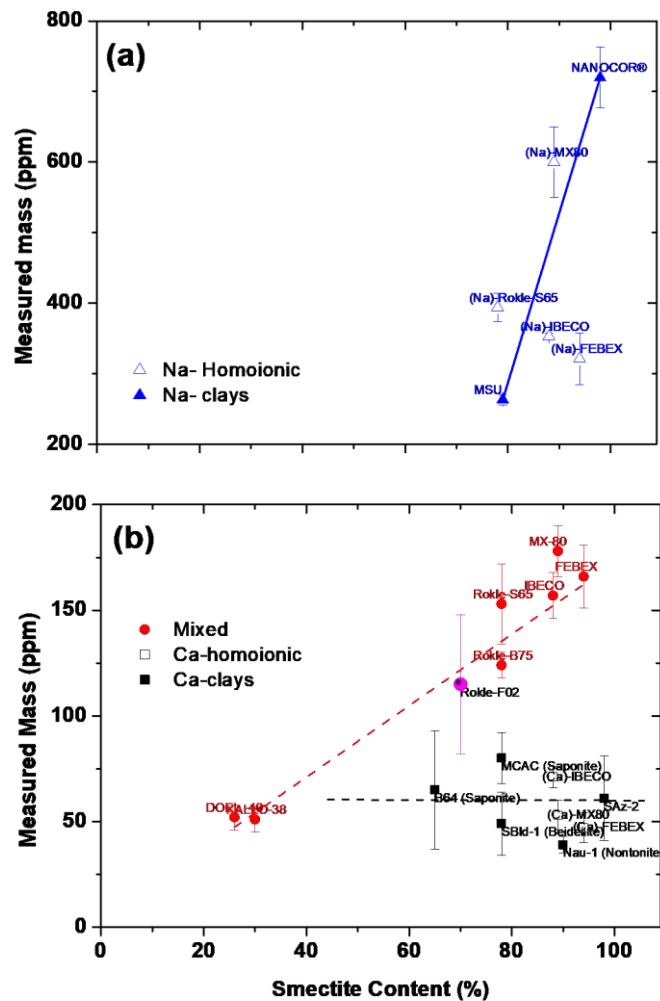 800
(a)
NANOCOR®
(Na)-MX80
600
Measured mass (ppm)
(Na)-Rokle-S65
400
(Na)-IBECO
(Na)-FEBEX
Na- Homoionic
Na- clays
MSU
200
200
(b)
MX-80
FEBEX
IBECO
Rokle-S65
150
Mixed
Ca-homoionic
Ca-clays
Rokle-B75
Rokle-F02
Measured Mass (ppm)
100
MCAC (Saponite)
(Ca)-IBECO
B64 (Saponite)
SAz-2
50
(Ca)-MX80
(Ca)-FEBEX
SBld-1 (Beidelite)
Nau-1 (Nontonite
0
0 20 40 60 80 100
Smectite Content (%)